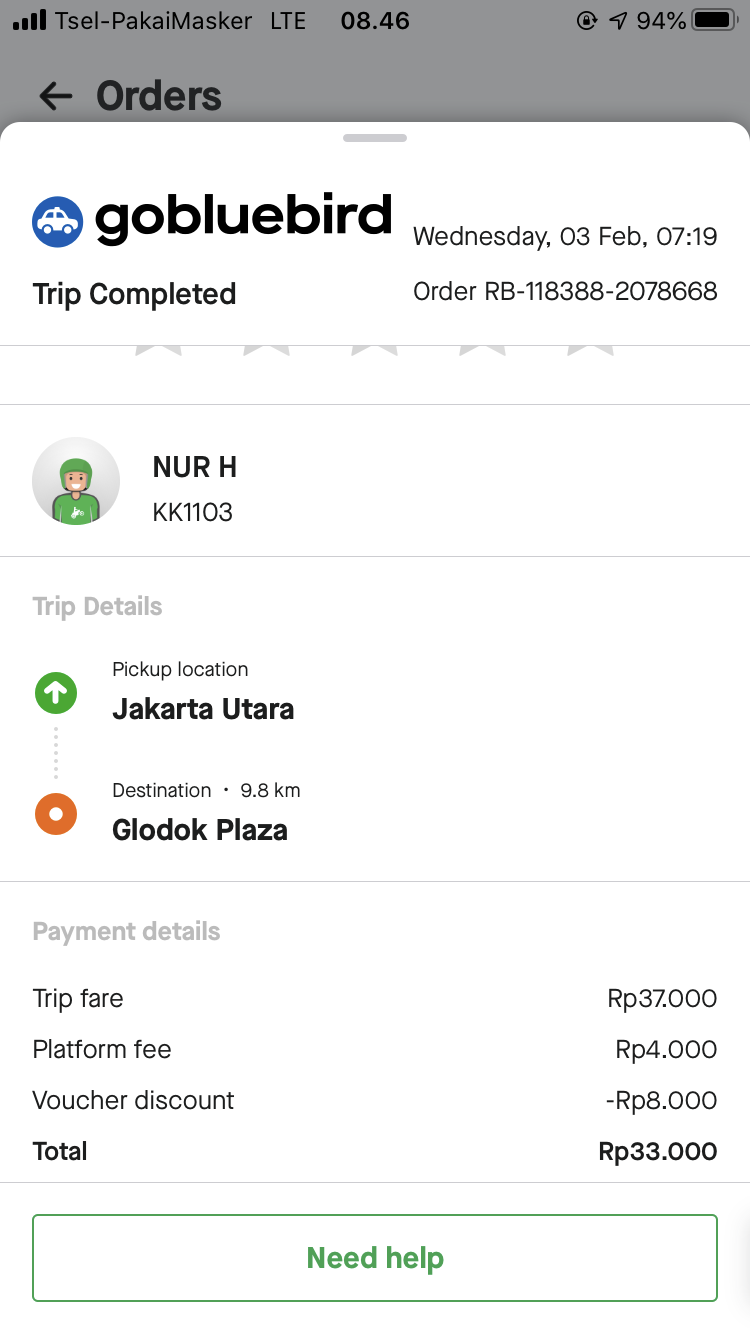 Tsel-PakaiMasker LTE 08.46 94%
Orders
gobluebird
Wednesday, 03 Feb, 07:19
Trip Completed
Order RB-118388-2078668
NUR H
KK1103
Trip Details
Pickup location
Jakarta Utara
Destination • 9.8 km
Glodok Plaza
Payment details
Trip fare Rp37.000
Platform fee Rp4.000
Voucher discount -Rp8.000
Total Rp33.000
Need help